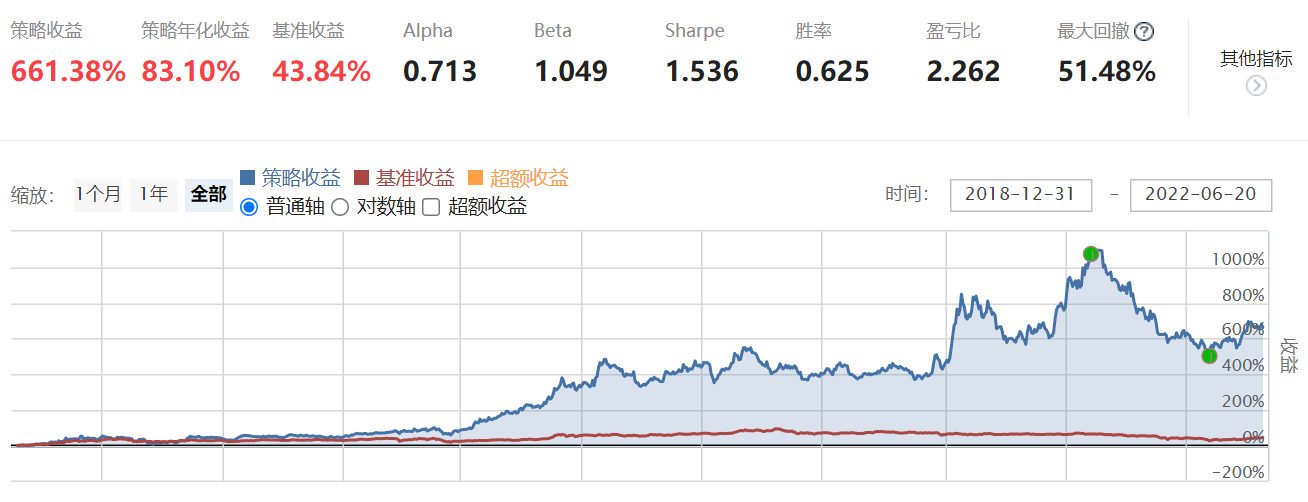 策略收益 策略年化收益 基准收益 Alpha Beta Sharpe 胜率 盈亏比 最大回撤 ?
661.38% 83.10% 43.84% 0.713 1.049 1.536 0.625 2.262 51.48%
其他指标
缩放： 1个月 1年 全部 策略收益 基准收益 超额收益
普通轴 对数轴 超额收益
时间： 2018-12-31 - 2022-06-20
1000%
800%
600%
400%
200%
0%
-200%
收益